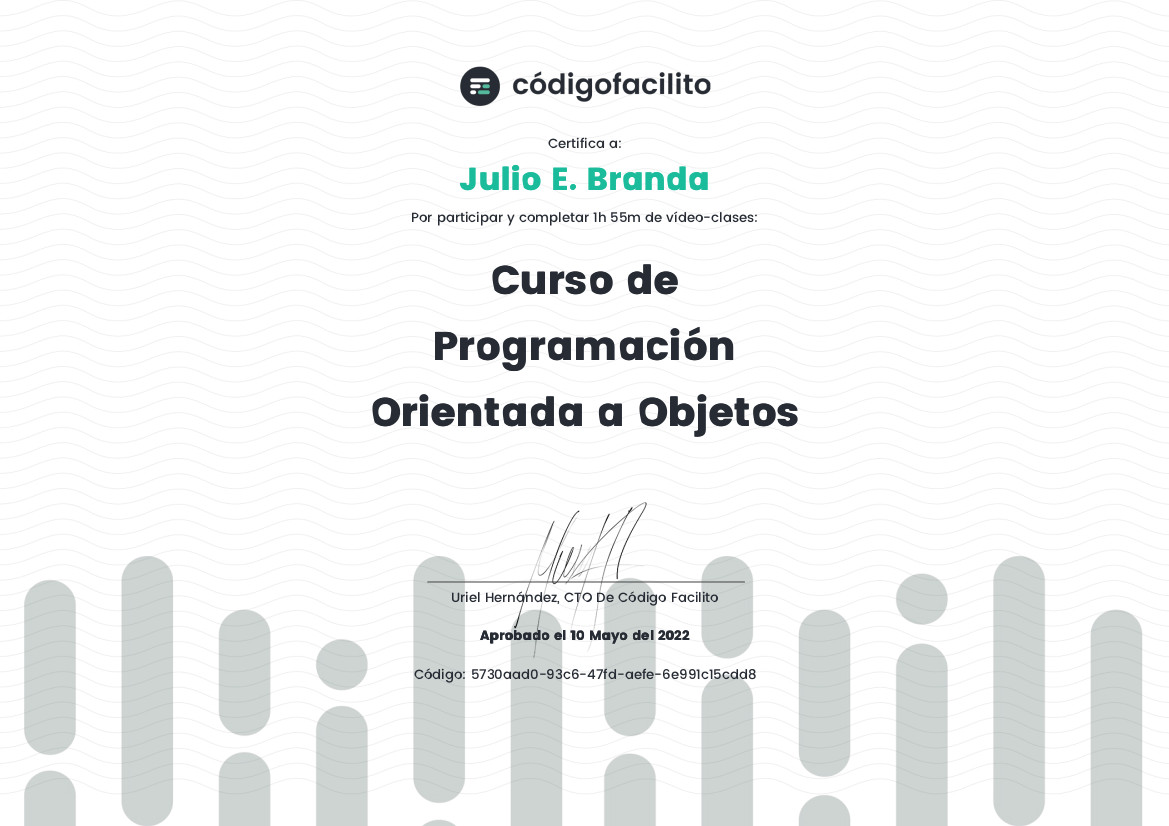 códigofacilito
Certifica a:
Julio E. Branda
Por participar y completar 1h 55m de vídeo-clases:
Curso de
Programación
Orientada a Objetos
Uriel Hernández, CTO De Código Facilito
Aprobado el 10 Mayo del 2022
Código: 5730aad0-93c6-47fd-aefe-6e991c15cdd8